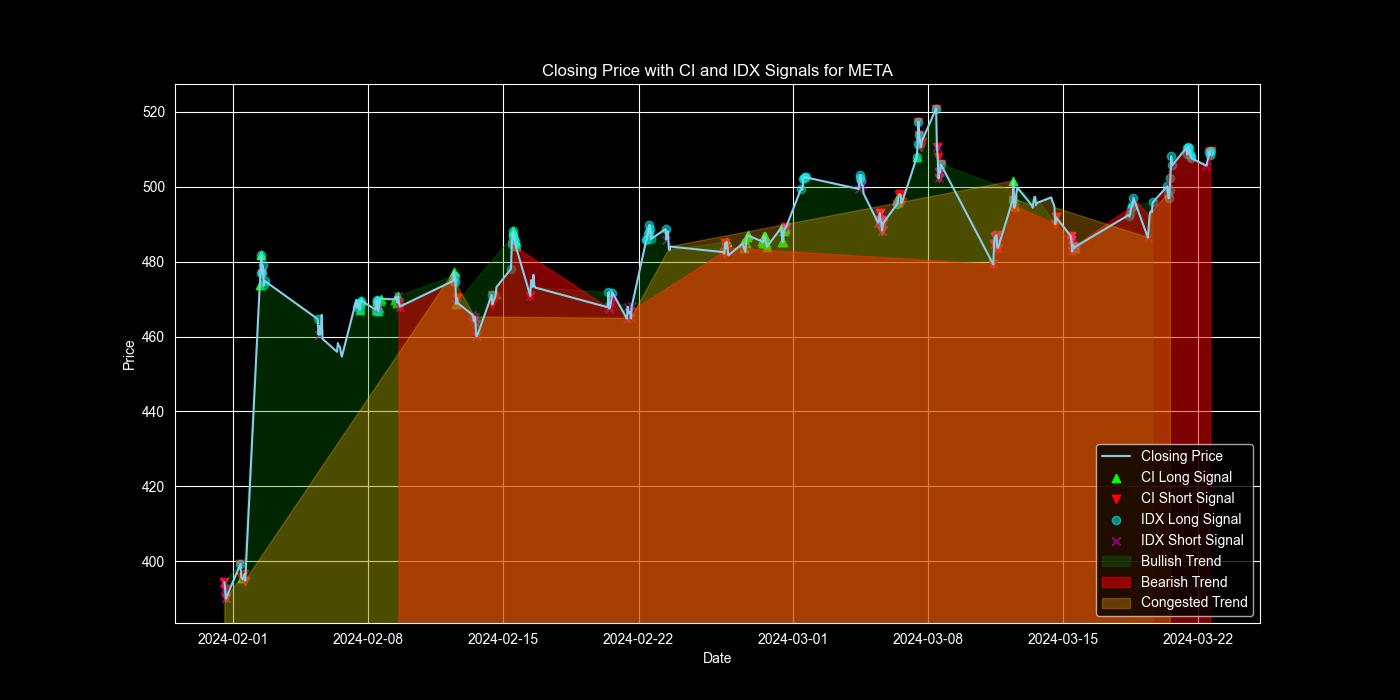 Closing Price with CI and IDX Signals for META
520
500
480
460
440
420
400
Price
Closing Price
CI Long Signal
CI Short Signal
IDX Long Signal
IDX Short Signal
Bullish Trend
Bearish Trend
Congested Trend
2024-02-01
2024-02-08
2024-02-15
2024-02-22
2024-03-01
2024-03-08
2024-03-15
2024-03-22
Date